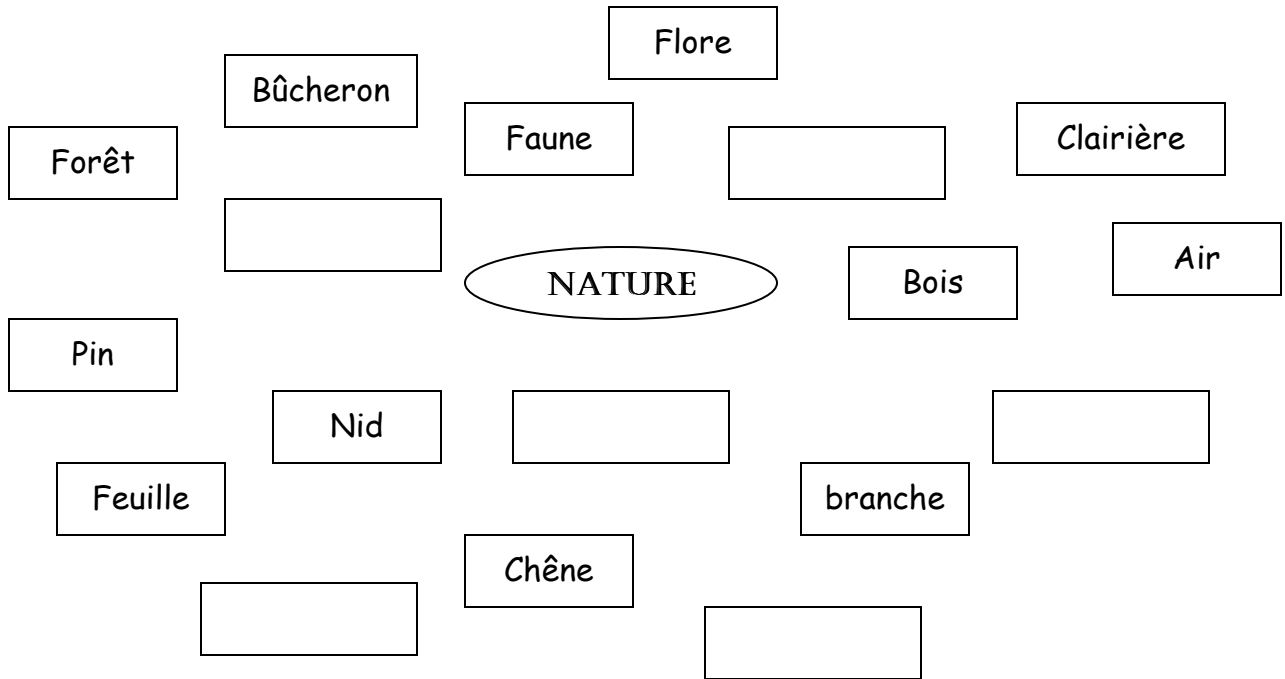 Flore
Bûcheron
Faune
Clairière
Forêt
Air
NATURE
Bois
Pin
Nid
Feuille
branche
Chêne